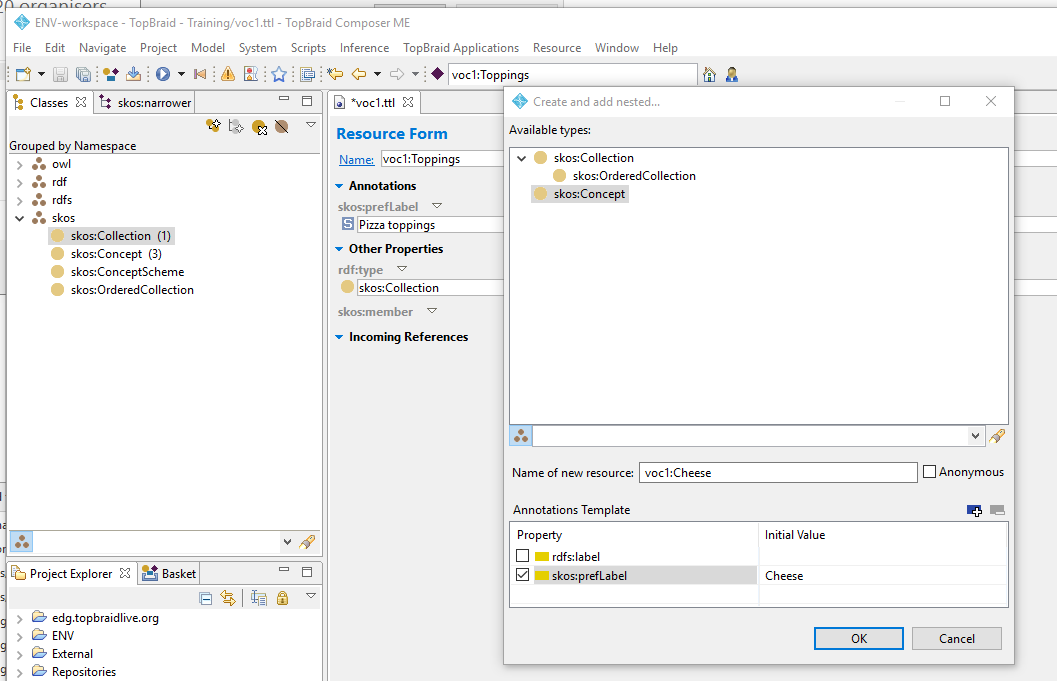 20 organisers
ENV-workspace - TopBraid - Training/voc1.ttl - TopBraid Composer ME
File Edit Navigate Project Model System Scripts Inference TopBraid Applications Resource Window Help
voc1:Toppings
Classes
skos:narrower
Grouped by Namespace
owl
rdf
rdfs
skos
skos:Collection (1)
skos:Concept (3)
skos:ConceptScheme
skos:OrderedCollection
Project Explorer
Basket
edg.topbraidlive.org
ENV
External
Repositories
*voc1.ttl
Resource Form
Name: voc1:Toppings
Annotations
skos:prefLabel
S Pizza toppings
Other Properties
rdf:type
skos:Collection
skos:member
Incoming References
Create and add nested...
Available types:
skos:Collection
skos:OrderedCollection
skos:Concept
Name of new resource: voc1:Cheese Anonymous
Annotations Template
Property Initial Value
rdfs:label
skos:prefLabel Cheese
OK Cancel